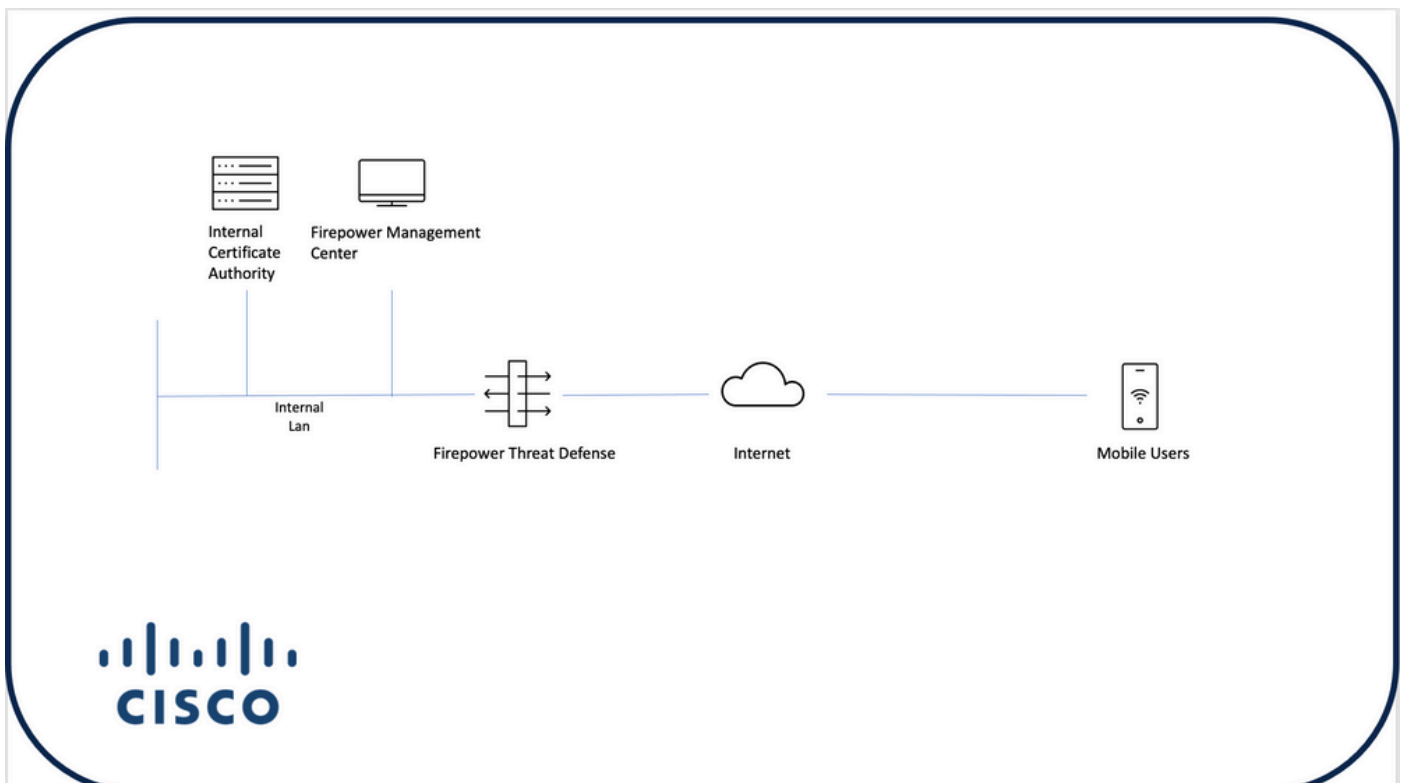 Internal
Certificate
Authority
Firepower Management
Center
Internal
Lan
Firepower Threat Defense
Internet
Mobile Users
CISCO